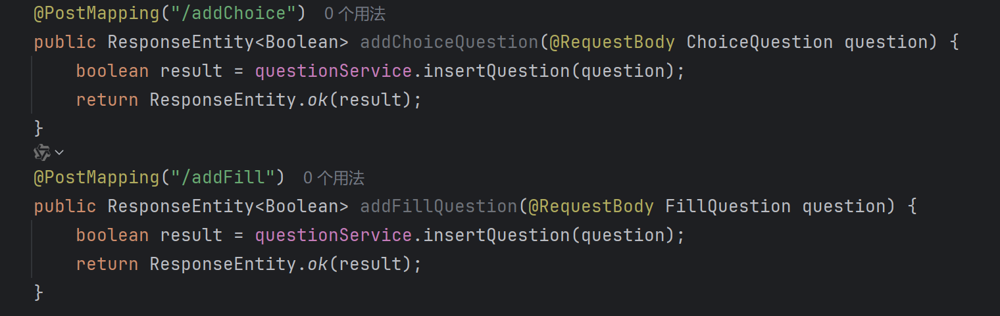 @PostMapping("/addChoice") 0 个用法
public ResponseEntity<Boolean> addChoiceQuestion(@RequestBody ChoiceQuestion question) {
    boolean result = questionService.insertQuestion(question);
    return ResponseEntity.ok(result);
}
@PostMapping("/addFill") 0 个用法
public ResponseEntity<Boolean> addFillQuestion(@RequestBody FillQuestion question) {
    boolean result = questionService.insertQuestion(question);
    return ResponseEntity.ok(result);
}